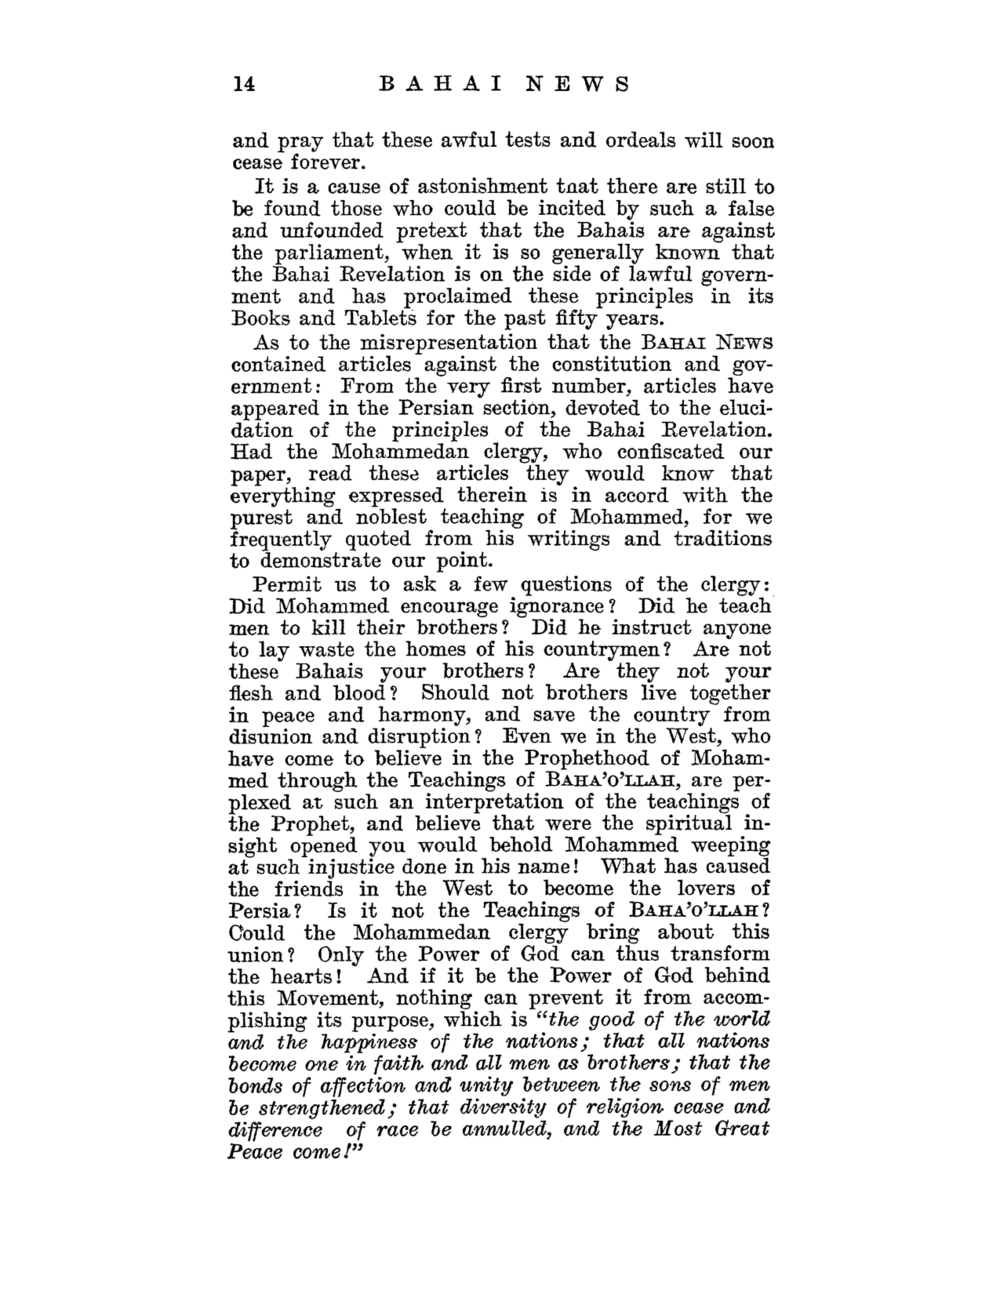 14 BAHAI NEWS
and pray that these awful tests and ordeals will soon
cease forever.
It is a cause of astonishment tnat there are still to
be found those who could be incited by such a false
and unfounded pretext that the Bahais are against
the parliament, when it is so generally known that
the Bahai Revelation is on the side of lawful govern-
ment and has proclaimed these principles in its
Books and Tablets for the past fifty years.
As to the misrepresentation that the BAHAI NEWS
contained articles against the constitution and gov-
ernment: From the very first number, articles have
appeared in the Persian section, devoted to the eluci-
dation of the principles of the Bahai Revelation.
Had the Mohammedan clergy, who confiscated our
paper, read these articles they would know that
everything expressed therein is in accord with the
purest and noblest teaching of Mohammed, for we
frequently quoted from his writings and traditions
to demonstrate our point.
Permit us to ask a few questions of the clergy:
Did Mohammed encourage ignorance? Did he teach
men to kill their brothers? Did he instruct anyone
to lay waste the homes of his countrymen? Are not
these Bahais your brothers? Are they not your
flesh and blood? Should not brothers live together
in peace and harmony, and save the country from
disunion and disruption? Even we in the West, who
have come to believe in the Prophethood of Moham-
med through the Teachings of BAHA'O'LLAH, are per-
plexed at such an interpretation of the teachings of
the Prophet, and believe that were the spiritual in-
sight opened you would behold Mohammed weeping
at such injustice done in his name! What has caused
the friends in the West to become the lovers of
Persia? Is it not the Teachings of BAHA'O'LLAH?
Could the Mohammedan clergy bring about this
union? Only the Power of God can thus transform
the hearts! And if it be the Power of God behind
this Movement, nothing can prevent it from accom-
plishing its purpose, which is "the good of the world
and the happiness of the nations; that all nations
become one in faith and all men as brothers; that the
bonds of affection and unity between the sons of men
be strengthened; that diversity of religion cease and
difference of race be annulled, and the Most Great
Peace come!"